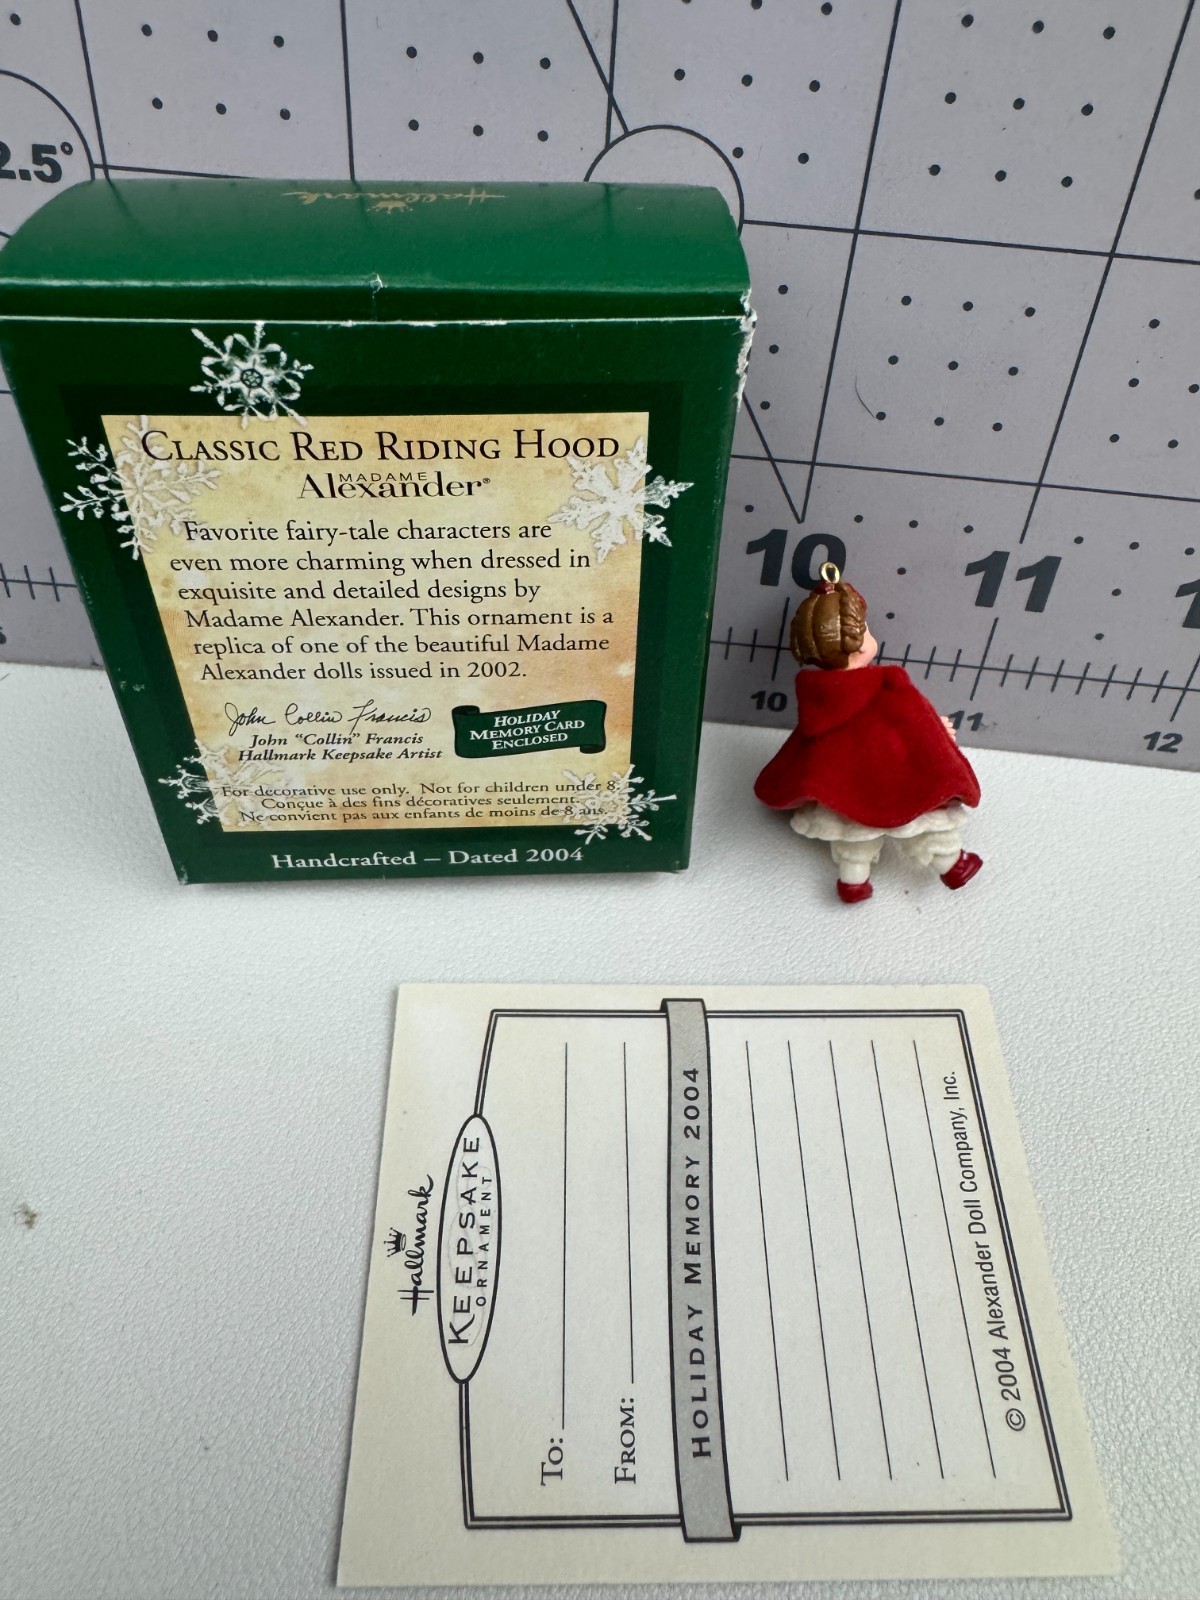 2.5°
Hallmark
CLASSIC RED RIDING HOOD
MADAME
Alexander®
Favorite fairy-tale characters are
even more charming when dressed in
exquisite and detailed designs by
Madame Alexander. This ornament is a
replica of one of the beautiful Madame
Alexander dolls issued in 2002.
John Collin Francis
John "Collin" Francis
Hallmark Keepsake Artist
HOLIDAY
MEMORY CARD
ENCLOSED
For decorative use only. Not for children under 8.
Conçue à des fins décoratives seulement.
Ne convient pas aux enfants de moins de 8 ans.
Handcrafted – Dated 2004
10 11
10 11 12
Hallmark
KEEPSAKE
ORNAMENT
TO:
FROM:
HOLIDAY MEMORY 2004
© 2004 Alexander Doll Company, Inc.